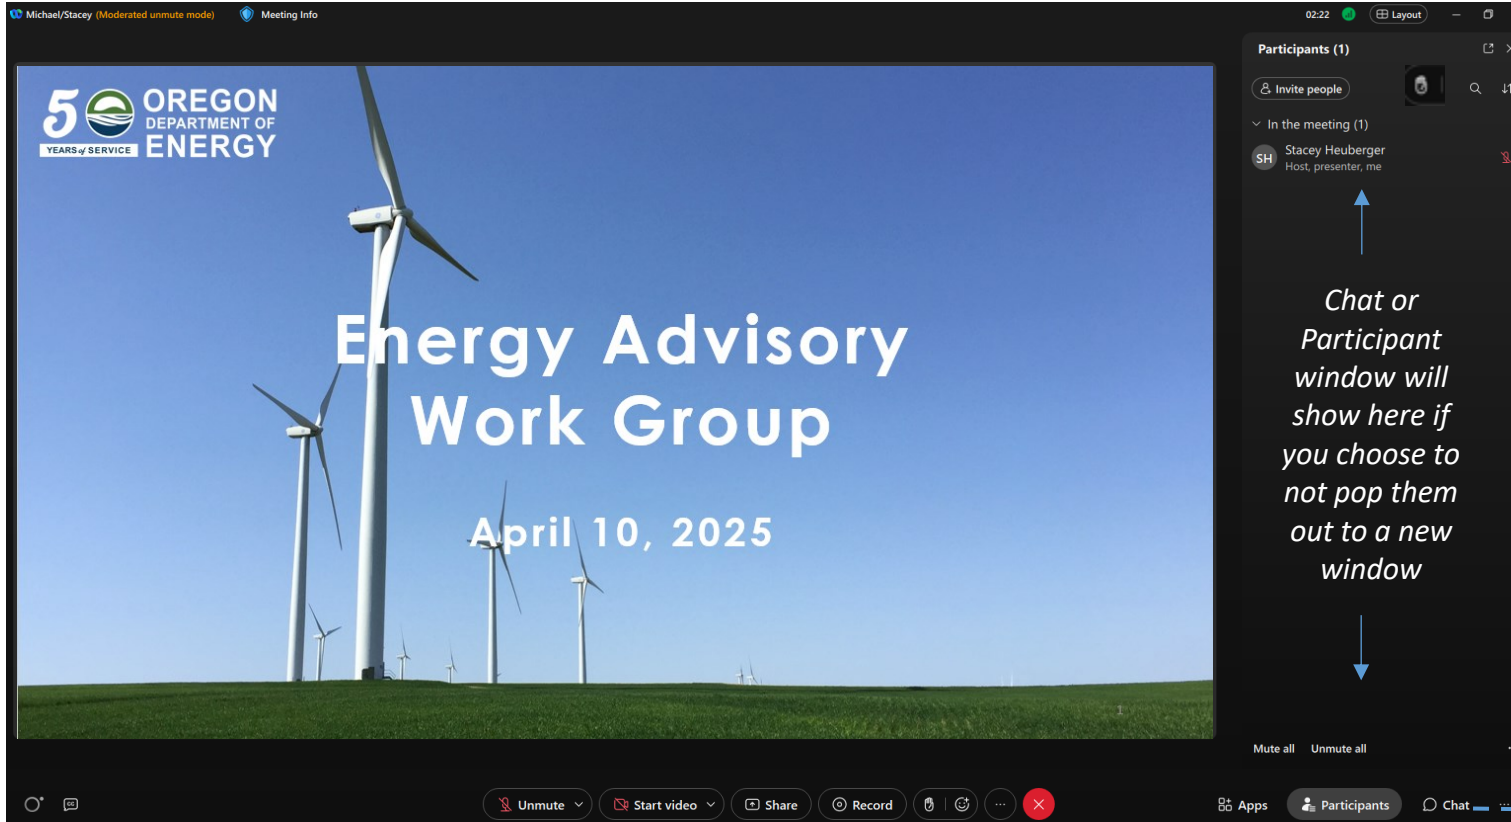 Michael/Stacey (Moderated unmute mode)
Meeting Info
02:22
Layout
Participants (1)
Invite people
In the meeting (1)
SH
Stacey Heuberger
Host, presenter, me
50 OREGON
DEPARTMENT OF
YEARS of SERVICE ENERGY
Energy Advisory
Work Group
April 10, 2025
1
Chat or
Participant
window will
show here if
you choose to
not pop them
out to a new
window
Mute all Unmute all
CC
Unmute
Start video
Share
Record
Apps
Participants
Chat